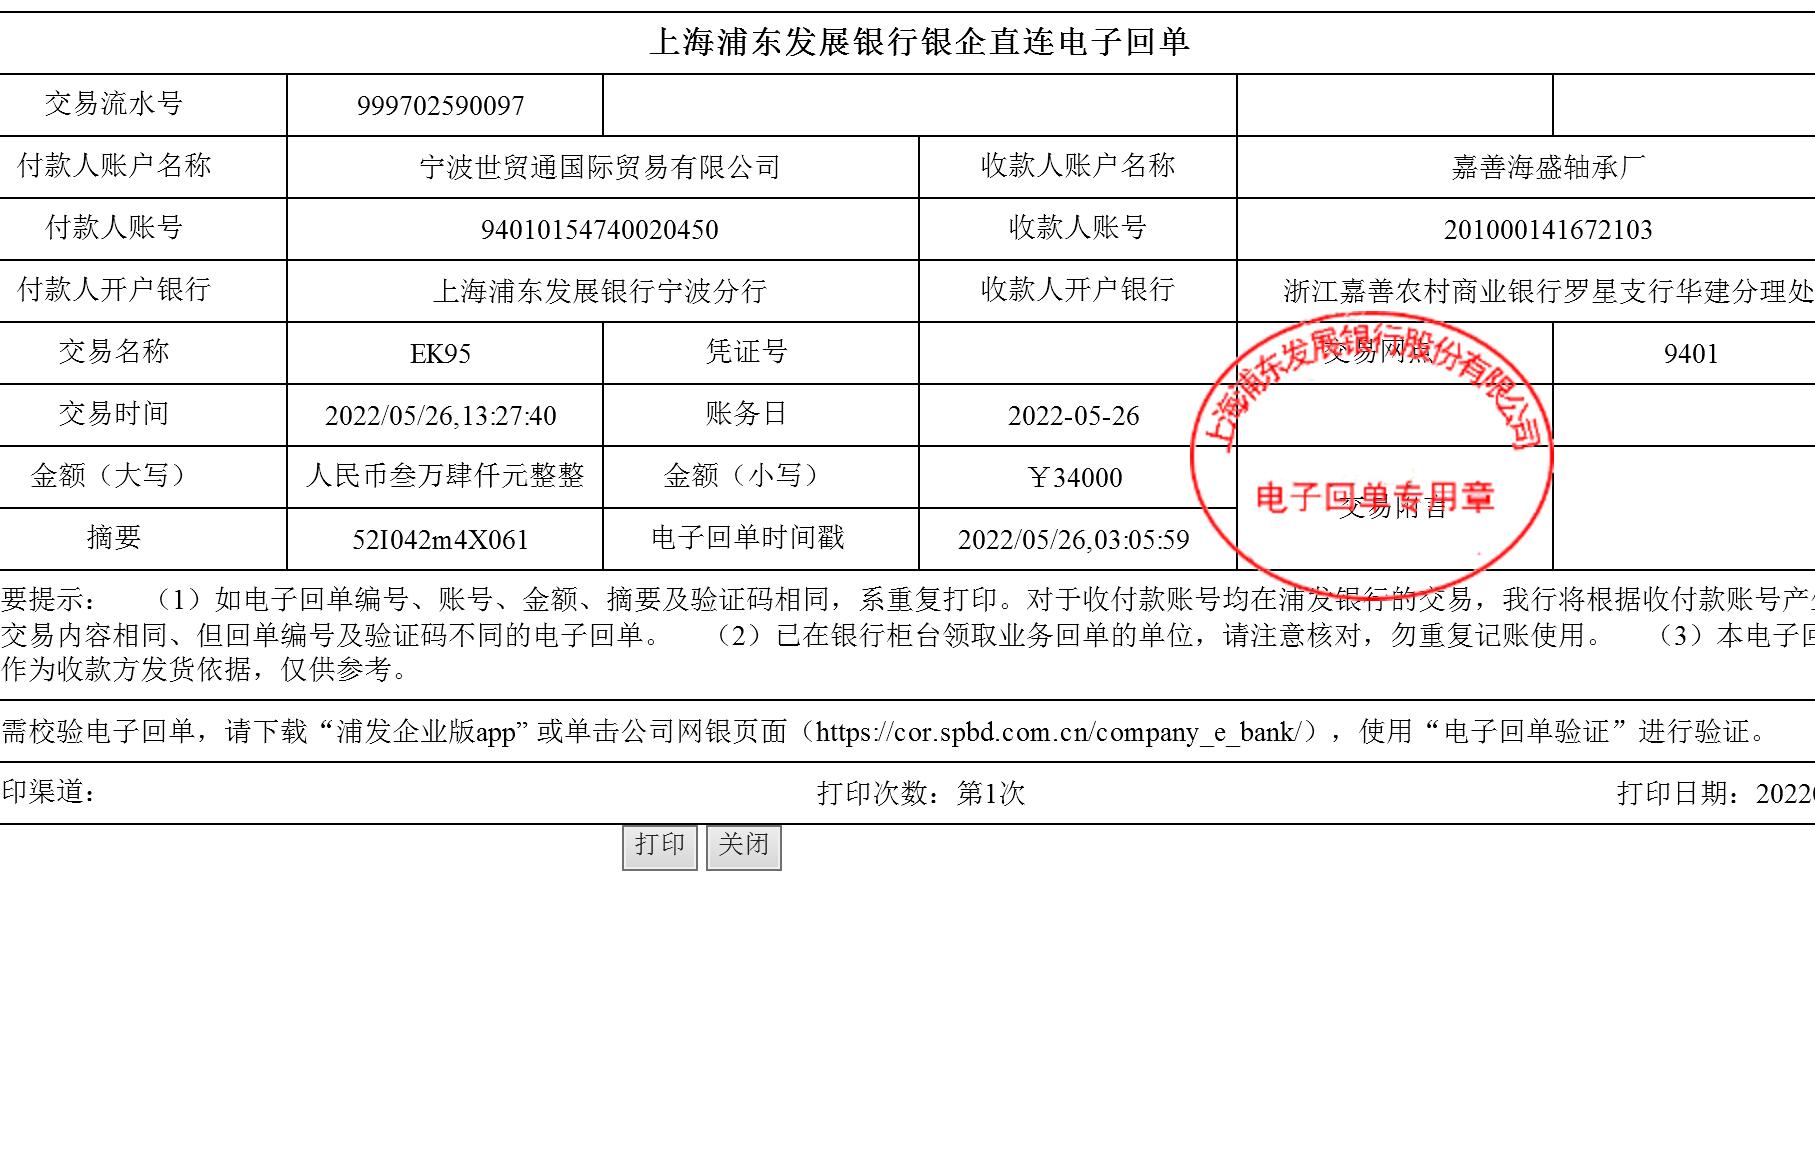 上海浦东发展银行银企直连电子回单
交易流水号 999702590097
付款人账户名称 宁波世贸通国际贸易有限公司 收款人账户名称 嘉善海盛轴承厂
付款人账号 94010154740020450 收款人账号 201000141672103
付款人开户银行 上海浦东发展银行宁波分行 收款人开户银行 浙江嘉善农村商业银行罗星支行华建分理处
交易名称 EK95 凭证号 交易网点 9401
交易时间 2022/05/26,13:27:40 账务日 2022-05-26
金额（大写） 人民币叁万肆仟元整整 金额（小写） ￥34000
交易附言
摘要 52I042m4X061 电子回单时间戳 2022/05/26,03:05:59
上海浦东发展银行股份有限公司
电子回单专用章
要提示： （1）如电子回单编号、账号、金额、摘要及验证码相同，系重复打印。对于收付款账号均在浦发银行的交易，我行将根据收付款账号产
交易内容相同、但回单编号及验证码不同的电子回单。 （2）已在银行柜台领取业务回单的单位，请注意核对，勿重复记账使用。 （3）本电子回
作为收款方发货依据，仅供参考。
需校验电子回单，请下载“浦发企业版app” 或单击公司网银页面（https://cor.spbd.com.cn/company_e_bank/），使用“电子回单验证”进行验证。
印渠道： 打印次数：第1次 打印日期：2022
打印 关闭